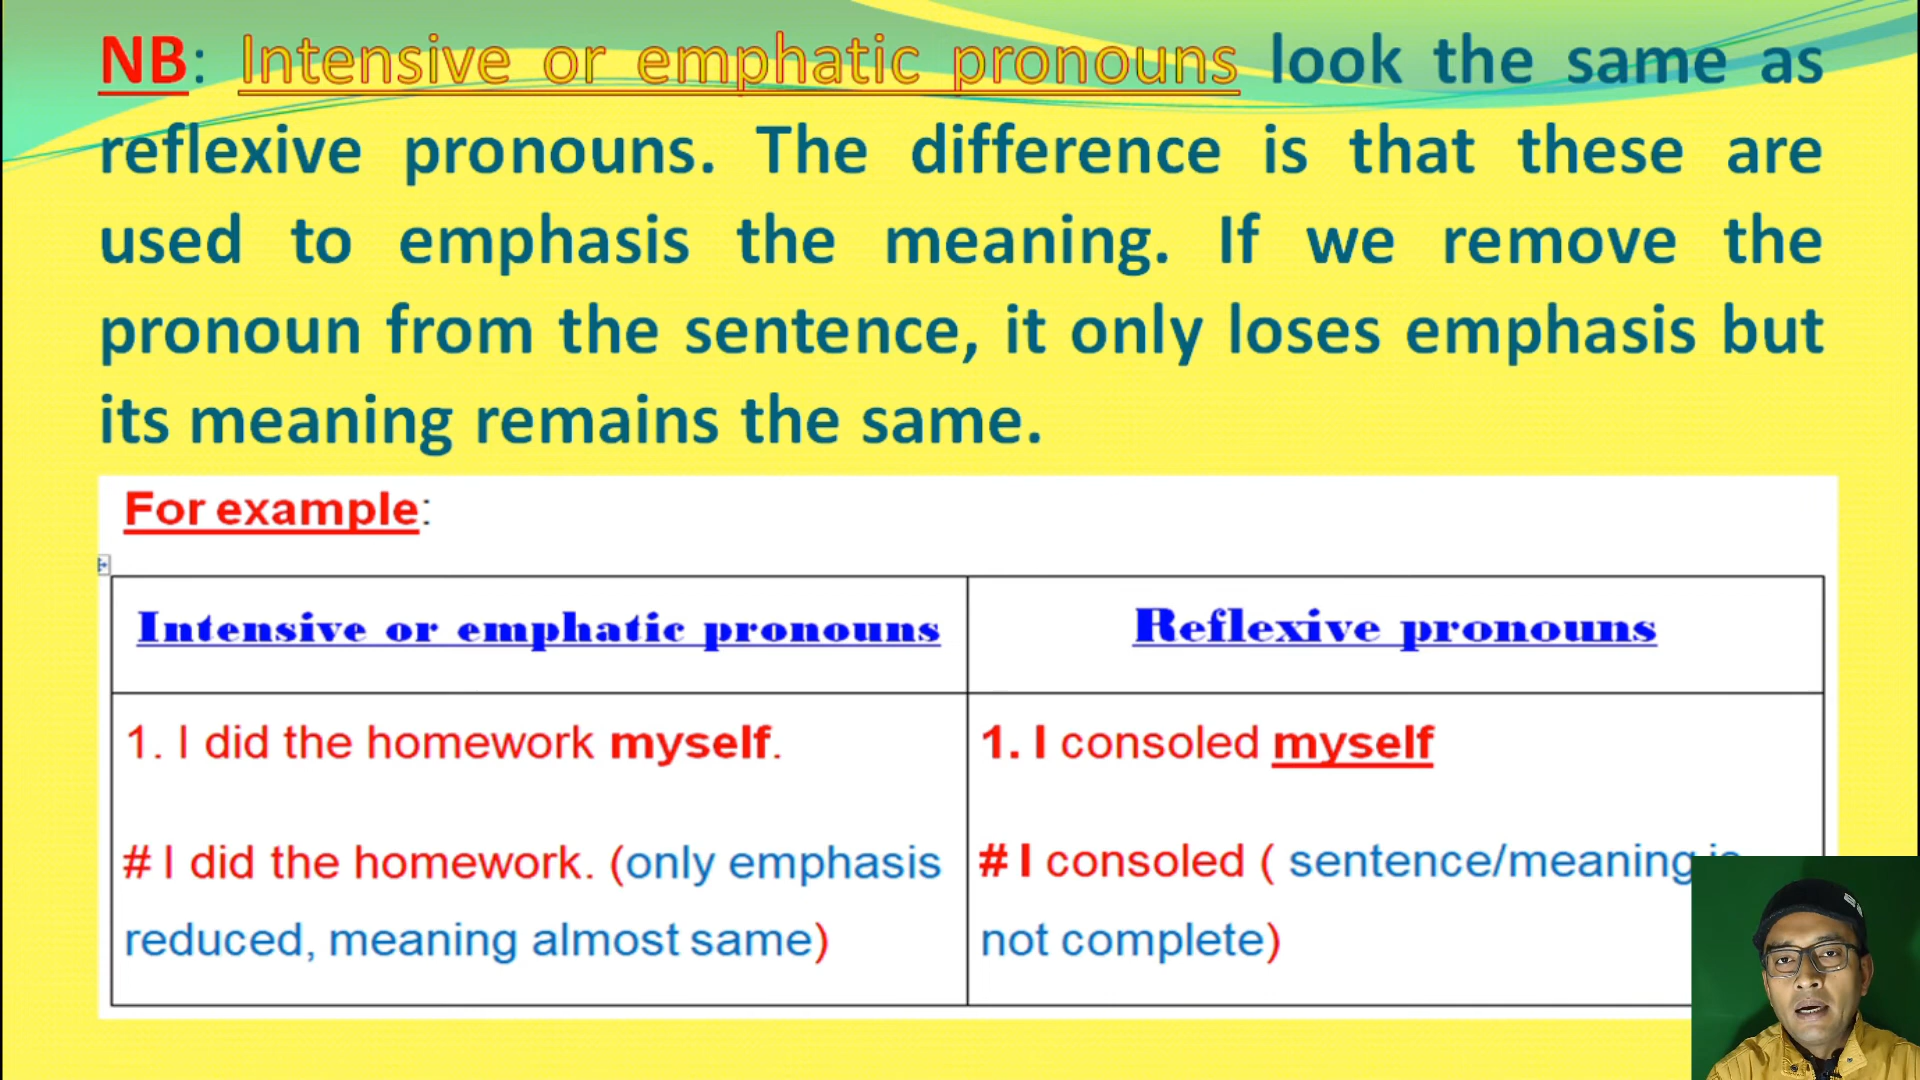 NB: Intensive or emphatic pronouns look the same as
reflexive pronouns. The difference is that these are
used to emphasis the meaning. If we remove the
pronoun from the sentence, it only loses emphasis but
its meaning remains the same.
For example:
Intensive or emphatic pronouns
Reflexive pronouns
1. I did the homework myself.
# I did the homework. (only emphasis
reduced, meaning almost same)
1. I consoled myself
# I consoled ( sentence/meaning is
not complete)